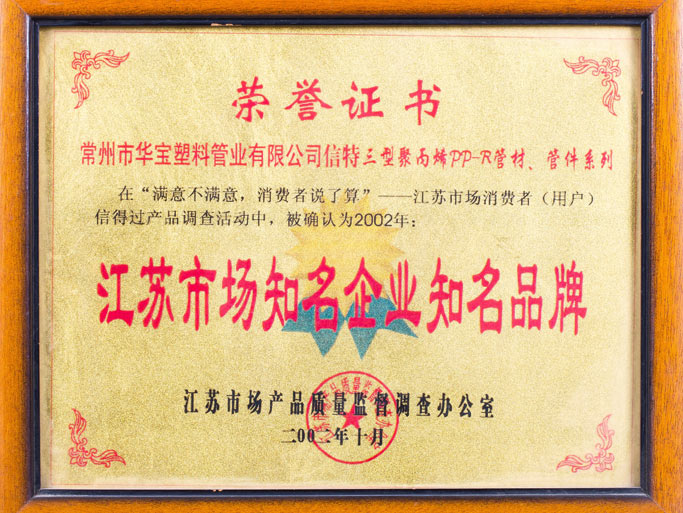 荣誉证书
常州市华宝塑料管业有限公司信特三型聚丙烯PP-R管材、管件系列
在“满意不满意，消费者说了算”——江苏市场消费者（用户）
信得过产品调查活动中，被确认为2002年：
江苏市场知名企业知名品牌
江苏市场产品质量监督调查办公室
二00二年十月